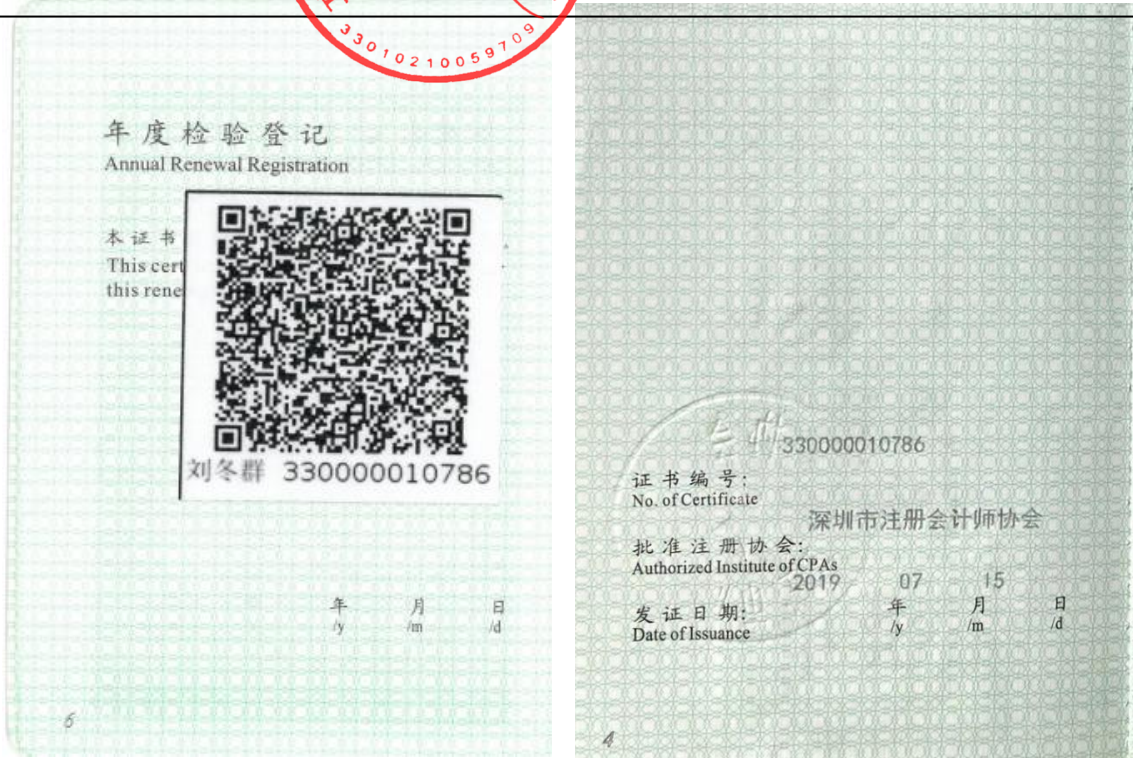 3301021005970​9
年度检验登记
Annual Renewal Registration
本证书
This cert
this rene
刘冬群 330000010786
年 月 日
/y /m /d
6
330000010786
证书编号:
No. of Certificate
深圳市注册会计师协会
批准注册协会:
Authorized Institute of CPAs
2019 07 15
发证日期: 年 月 日
Date of Issuance /y /m /d
4